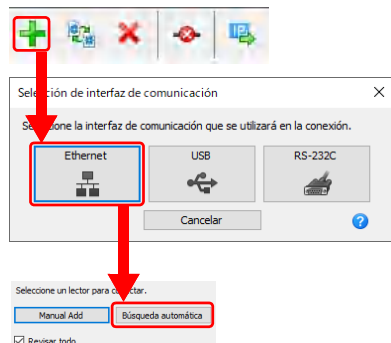 IP
Selección de interfaz de comunicación
Seleccione la interfaz de comunicación que se utilizará en la conexión.
Ethernet USB RS-232C
Cancelar
Seleccione un lector para conectar.
Manual Add Búsqueda automática
Revisar todo